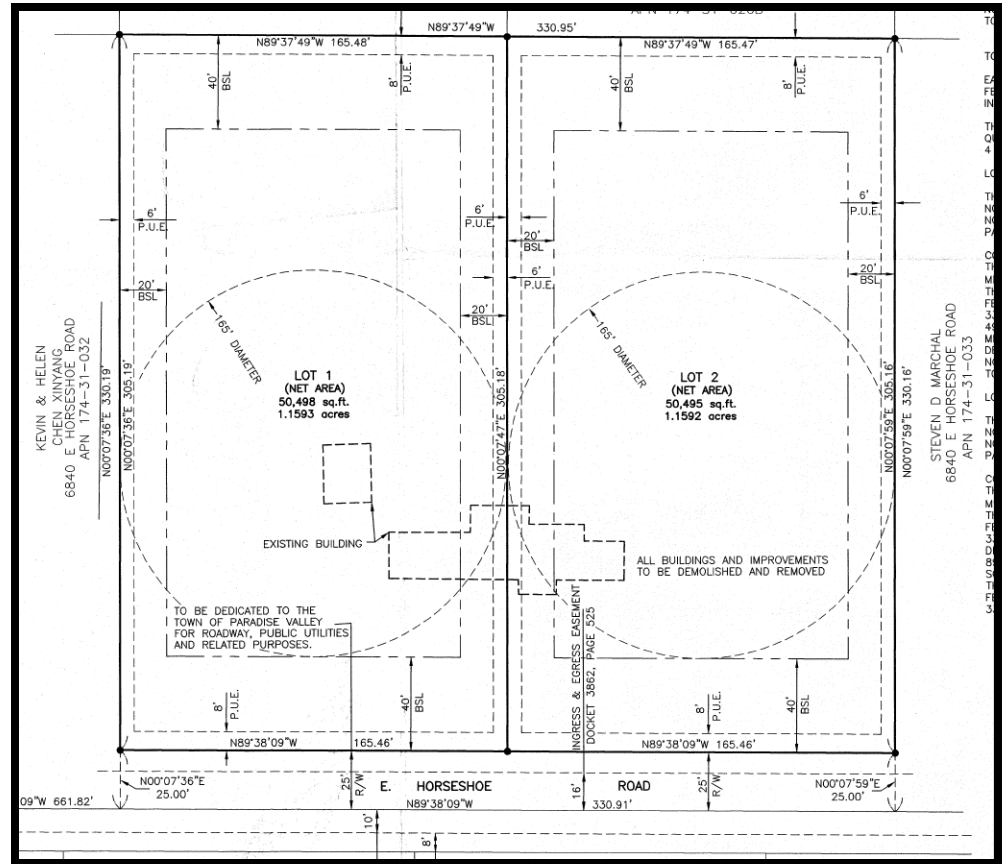 N89°37'49"W 330.95'
N89°37'49"W 165.48'
N89°37'49"W 165.47'
40'
BSL
8'
P.U.E.
40'
BSL
8'
P.U.E.
6'
P.U.E.
6'
P.U.E.
6'
P.U.E.
20'
BSL
6'
P.U.E.
20'
BSL
20'
BSL
20'
BSL
165' DIAMETER
165' DIAMETER
KEVIN & HELEN
CHEN XINYANG
6840 E HORSESHOE ROAD
APN 174-31-032
N00°07'36"E 330.19'
N00°07'36"E 305.19'
LOT 1
(NET AREA)
50,498 sq.ft.
1.1593 acres
N00°07'47"E 305.18'
LOT 2
(NET AREA)
50,495 sq.ft.
1.1592 acres
N00°07'59"E 305.16'
N00°07'59"E 330.16'
STEVEN D MARCHAL
6840 E HORSESHOE ROAD
APN 174-31-033
EXISTING BUILDING
ALL BUILDINGS AND IMPROVEMENTS
TO BE DEMOLISHED AND REMOVED
TO BE DEDICATED TO THE
TOWN OF PARADISE VALLEY
FOR ROADWAY, PUBLIC UTILITIES
AND RELATED PURPOSES.
INGRESS & EGRESS EASEMENT
DOCKET 3862, PAGE 525
8'
P.U.E.
40'
BSL
8'
P.U.E.
40'
BSL
N89°38'09"W 165.46'
N89°38'09"W 165.46'
N00°07'36"E
25.00'
25'
R/W
E. HORSESHOE ROAD
16'
25'
R/W
N00°07'59"E
25.00'
09"W 661.82'
N89°38'09"W 330.91'
10'
8'